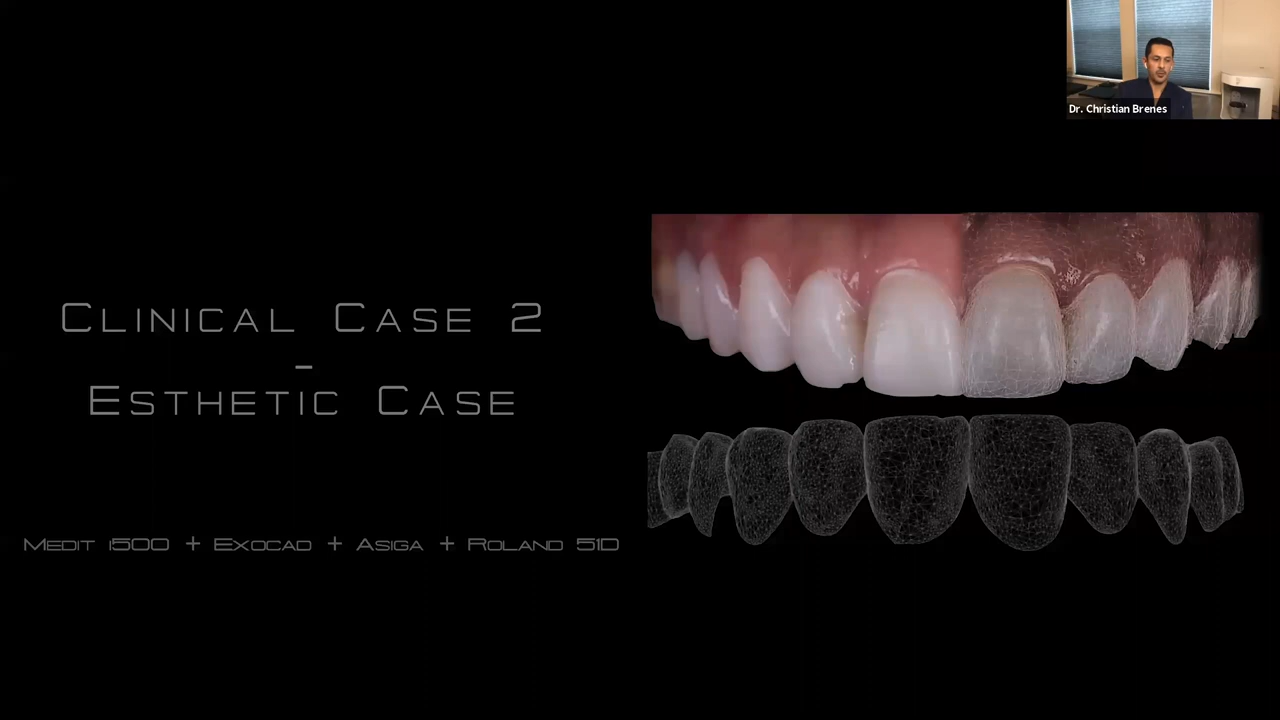 Dr. Christian Brenes
Clinical Case 2
-
Esthetic Case
Medit i500 + Exocad + Asiga + Roland 51D